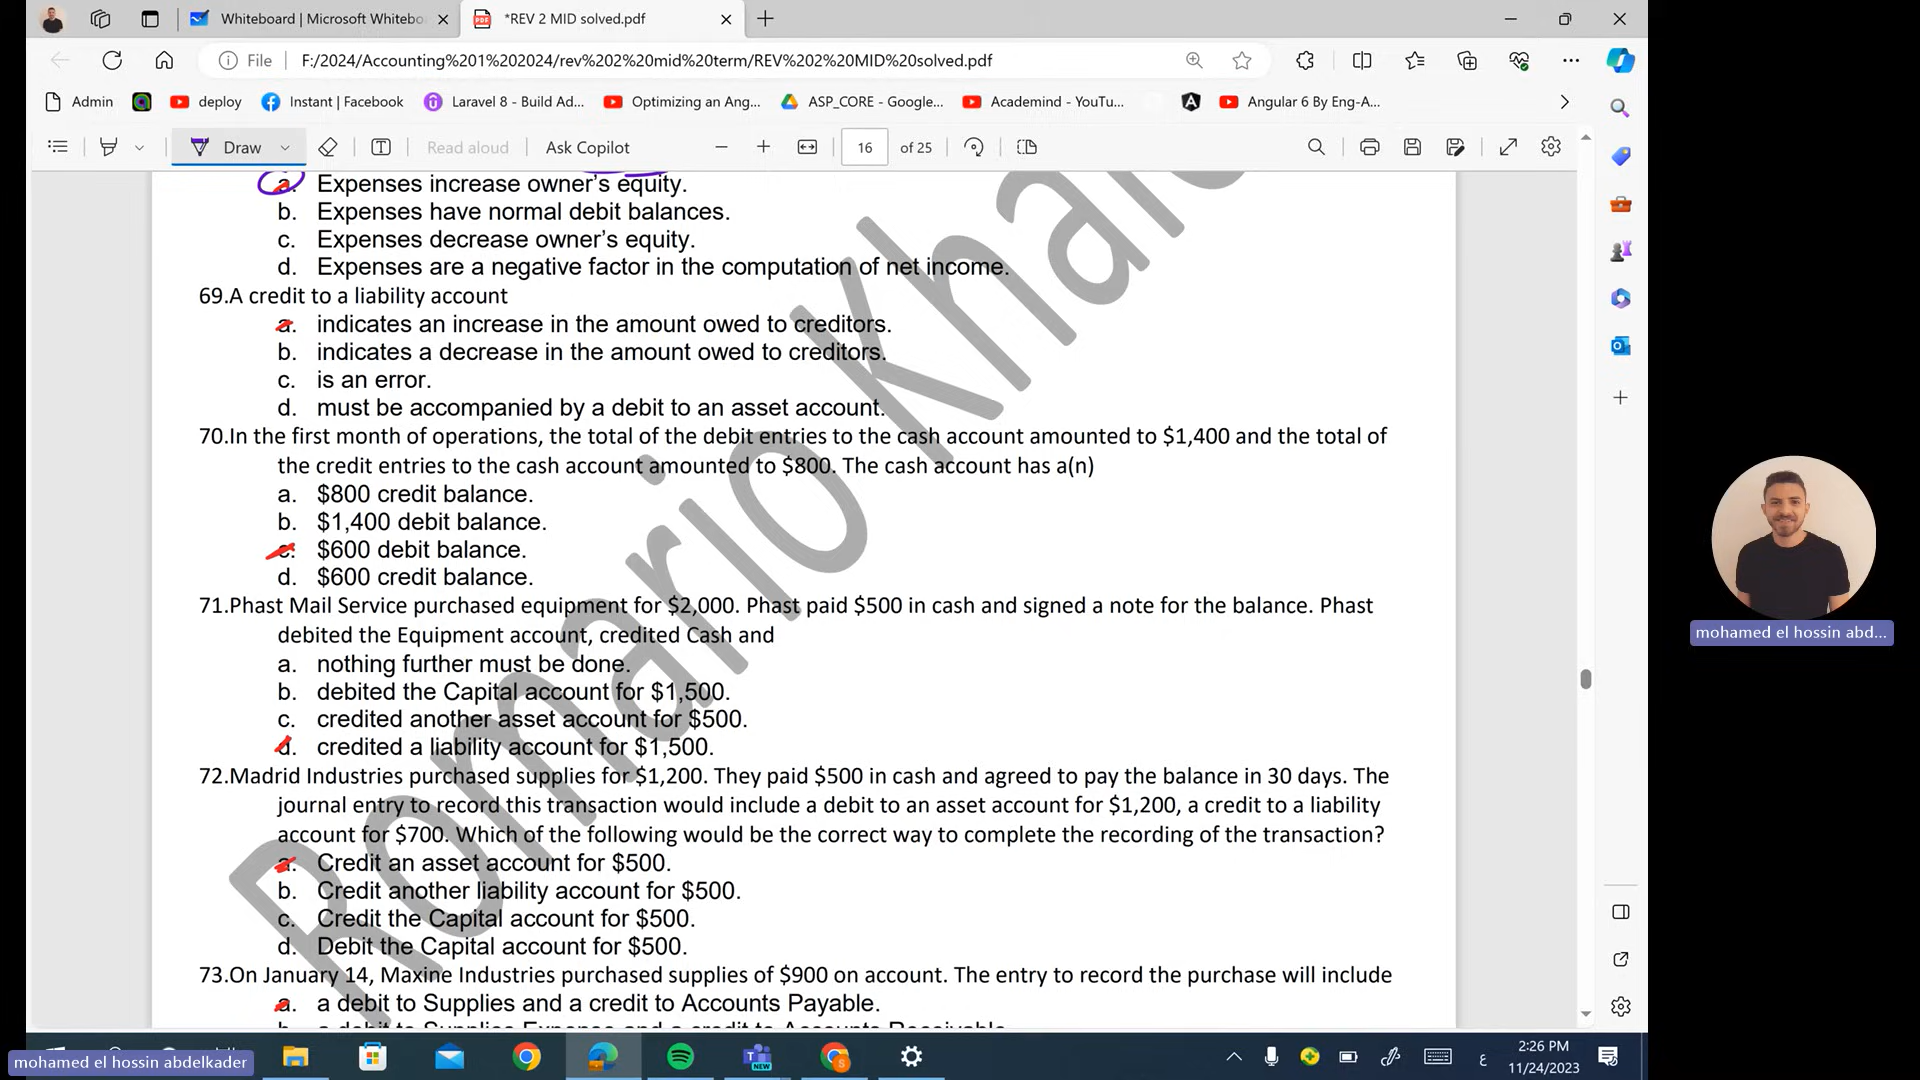 Whiteboard | Microsoft Whitebo
*REV 2 MID solved.pdf
File
F:/2024/Accounting%201%202024/rev%202%20mid%20term/REV%202%20MID%20solved.pdf
Admin
deploy
Instant | Facebook
Laravel 8 - Build Ad...
Optimizing an Ang...
ASP_CORE - Google...
Academind - YouTu...
Angular 6 By Eng-A...
Draw
Read aloud
Ask Copilot
16
of 25
a. Expenses increase owner’s equity.
b. Expenses have normal debit balances.
c. Expenses decrease owner’s equity.
d. Expenses are a negative factor in the computation of net income.
69.A credit to a liability account
a. indicates an increase in the amount owed to creditors.
b. indicates a decrease in the amount owed to creditors.
c. is an error.
d. must be accompanied by a debit to an asset account.
70.In the first month of operations, the total of the debit entries to the cash account amounted to $1,400 and the total of
the credit entries to the cash account amounted to $800. The cash account has a(n)
a. $800 credit balance.
b. $1,400 debit balance.
c. $600 debit balance.
d. $600 credit balance.
71.Phast Mail Service purchased equipment for $2,000. Phast paid $500 in cash and signed a note for the balance. Phast
debited the Equipment account, credited Cash and
a. nothing further must be done.
b. debited the Capital account for $1,500.
c. credited another asset account for $500.
d. credited a liability account for $1,500.
72.Madrid Industries purchased supplies for $1,200. They paid $500 in cash and agreed to pay the balance in 30 days. The
journal entry to record this transaction would include a debit to an asset account for $1,200, a credit to a liability
account for $700. Which of the following would be the correct way to complete the recording of the transaction?
a. Credit an asset account for $500.
b. Credit another liability account for $500.
c. Credit the Capital account for $500.
d. Debit the Capital account for $500.
73.On January 14, Maxine Industries purchased supplies of $900 on account. The entry to record the purchase will include
a. a debit to Supplies and a credit to Accounts Payable.
b. a debit to Supplies Expense and a credit to Accounts Receivable.
Romario Khal
mohamed el hossin abd...
mohamed el hossin abdelkader
NEW
ع
2:26 PM
11/24/2023